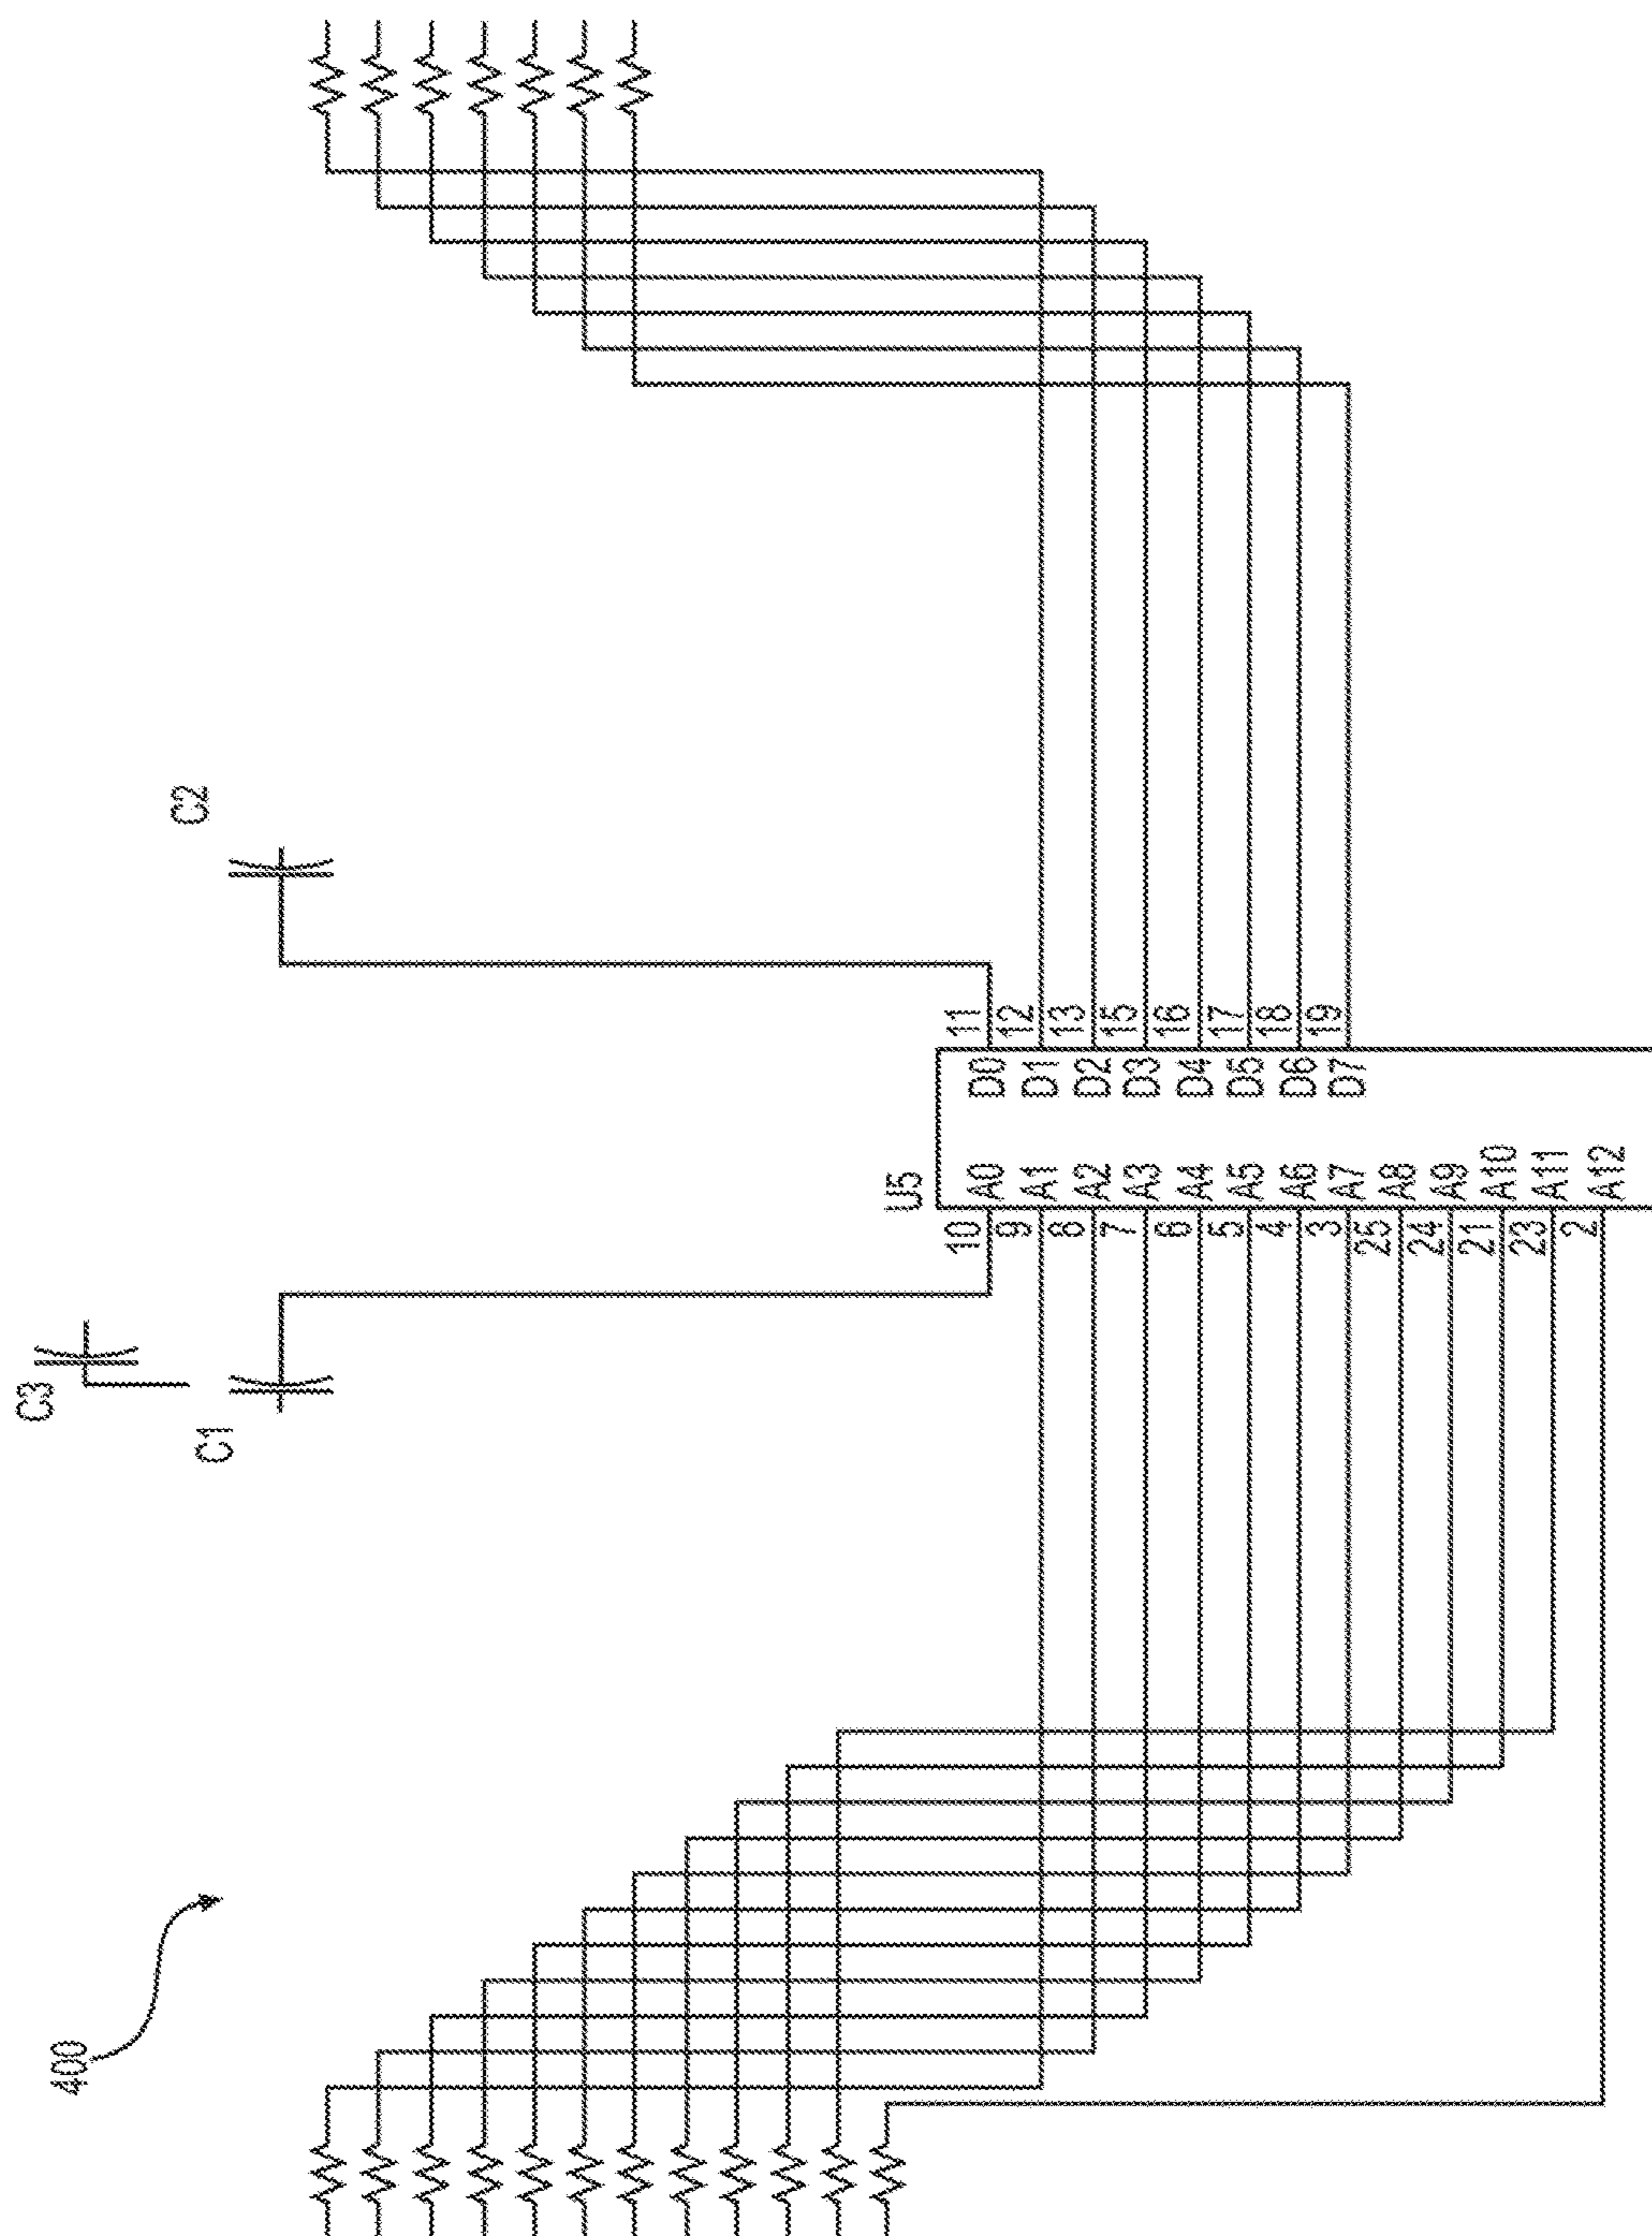 400
C3
C1
C2
U5
10 A0 D0 11
9 A1 D1 12
8 A2 D2 13
7 A3 D3 15
6 A4 D4 16
5 A5 D5 17
4 A6 D6 18
3 A7 D7 19
25 A8
24 A9
21 A10
23 A11
2 A12